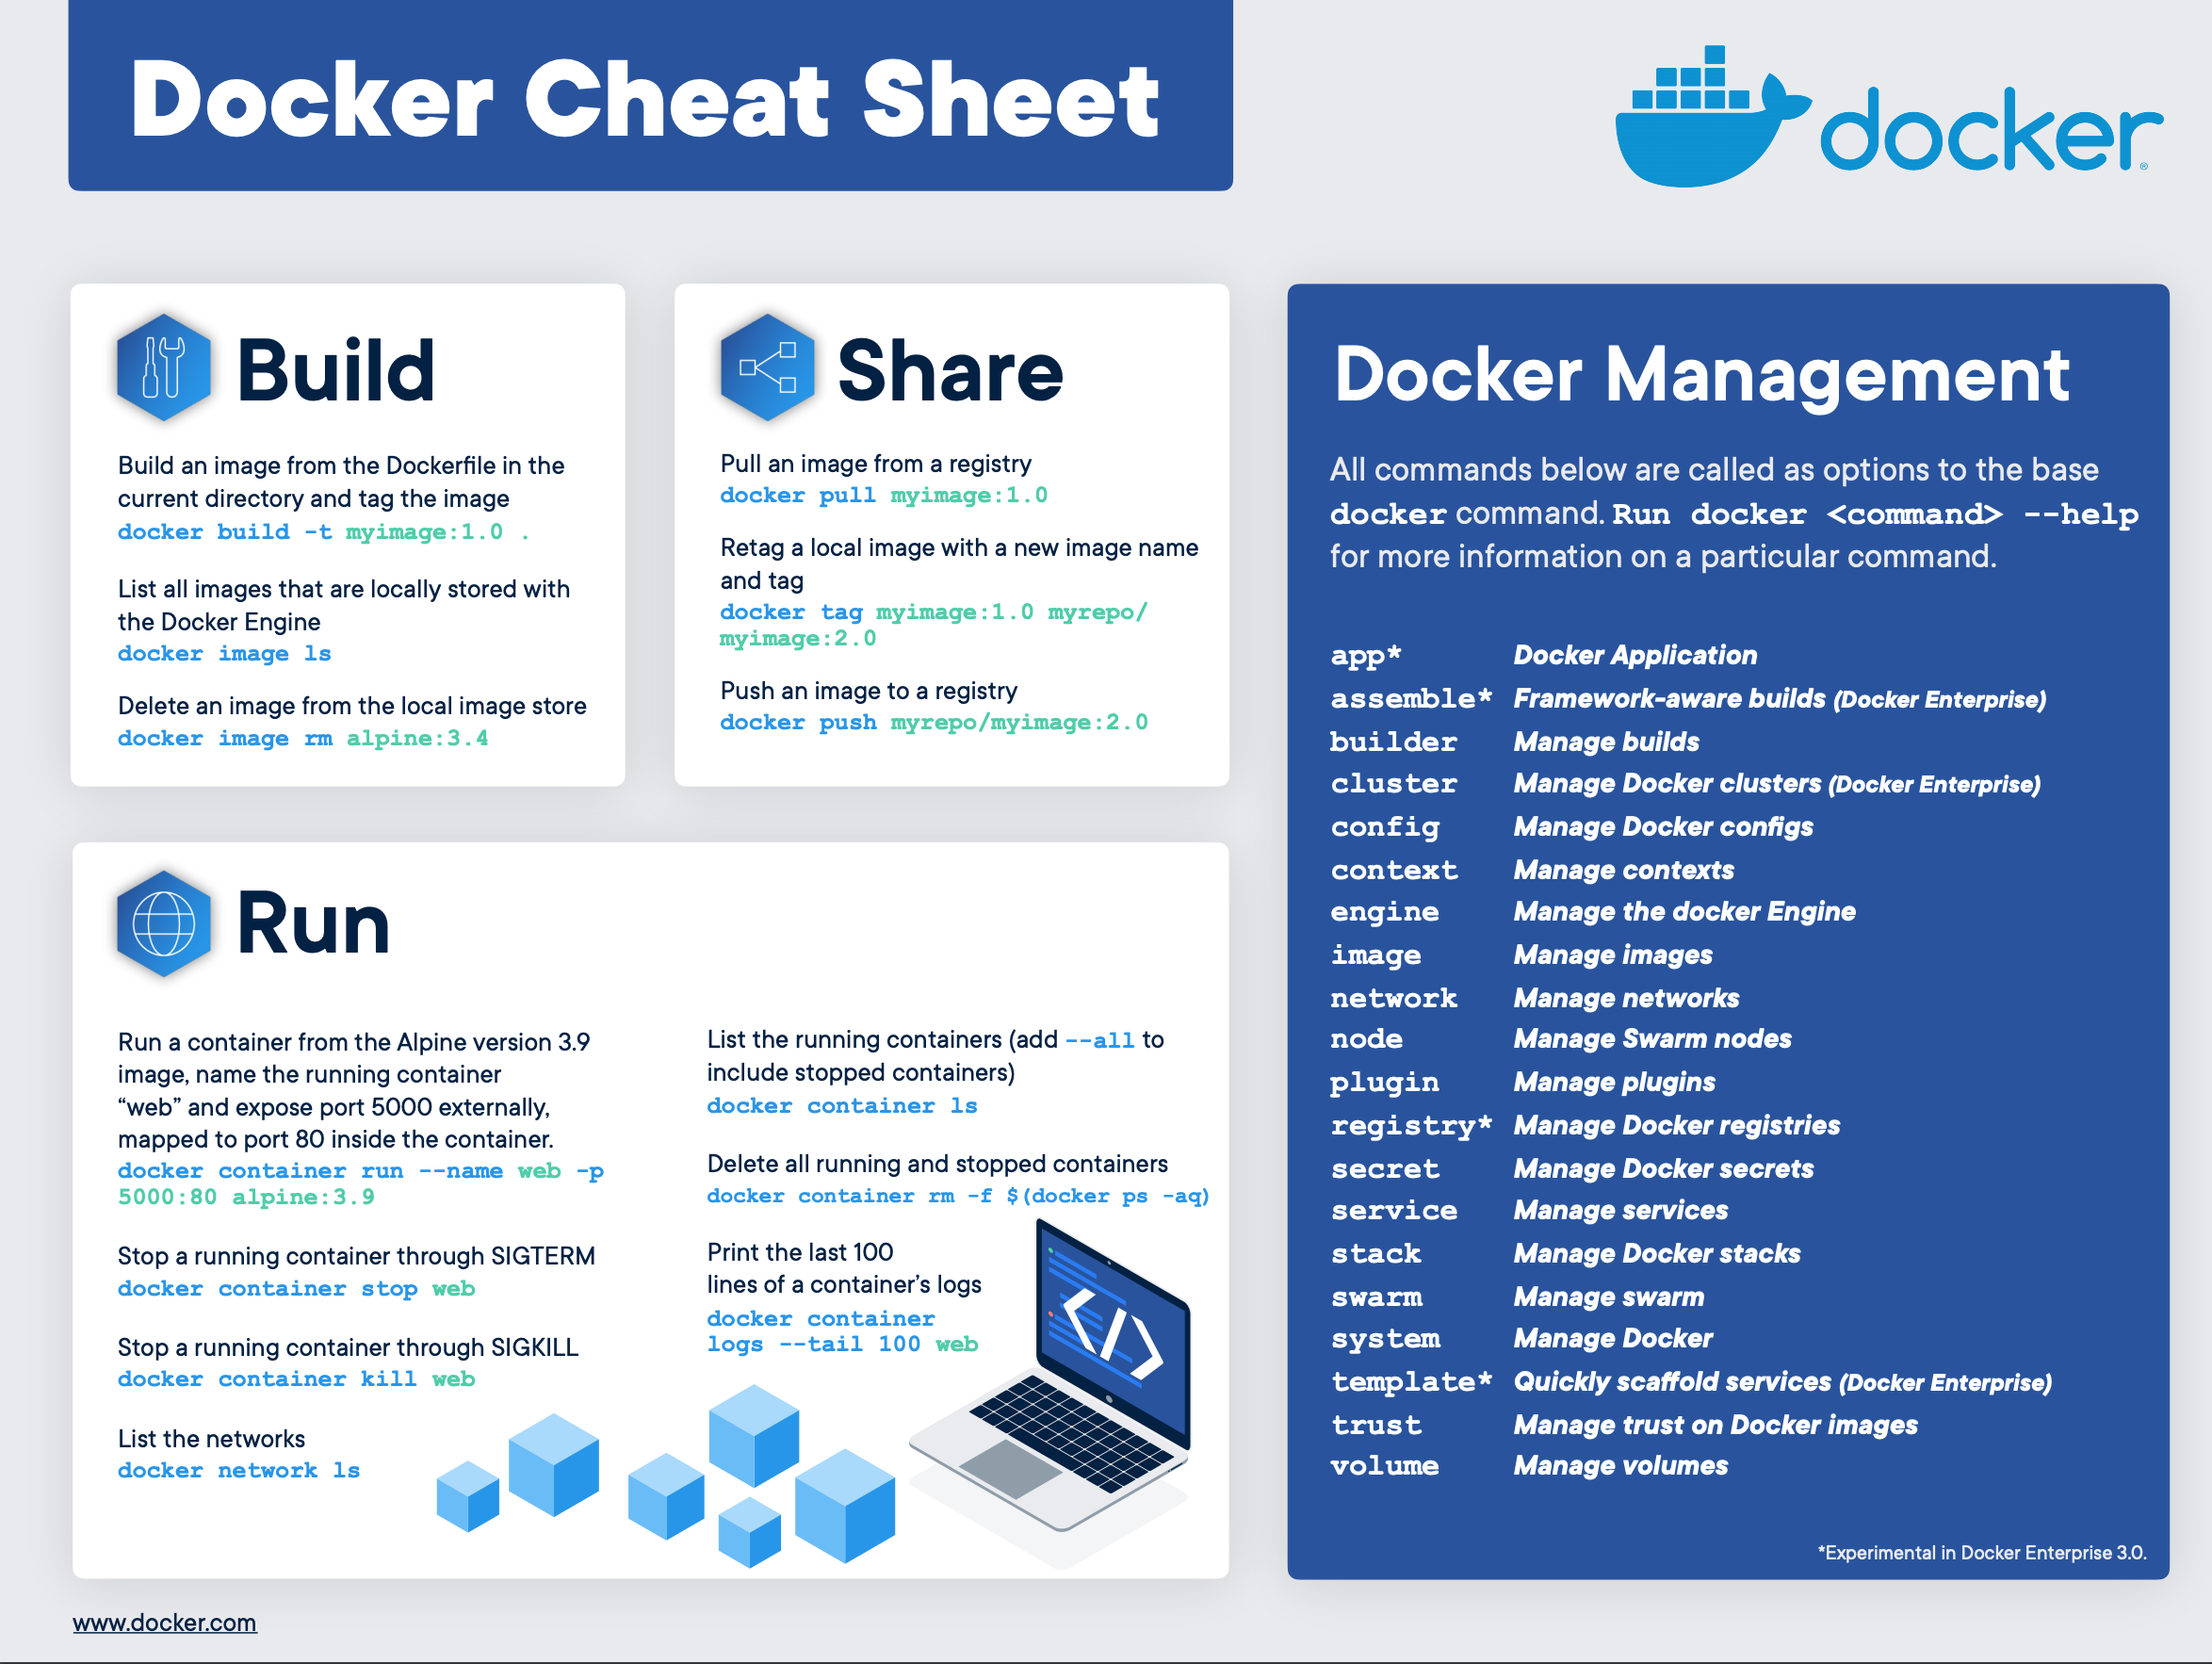 Docker Cheat Sheet
docker®
Build
Build an image from the Dockerfile in the
current directory and tag the image
docker build -t myimage:1.0 .
List all images that are locally stored with
the Docker Engine
docker image ls
Delete an image from the local image store
docker image rm alpine:3.4
Share
Pull an image from a registry
docker pull myimage:1.0
Retag a local image with a new image name
and tag
docker tag myimage:1.0 myrepo/
myimage:2.0
Push an image to a registry
docker push myrepo/myimage:2.0
Run
Run a container from the Alpine version 3.9
image, name the running container
“web” and expose port 5000 externally,
mapped to port 80 inside the container.
docker container run --name web -p
5000:80 alpine:3.9
Stop a running container through SIGTERM
docker container stop web
Stop a running container through SIGKILL
docker container kill web
List the networks
docker network ls
List the running containers (add --all to
include stopped containers)
docker container ls
Delete all running and stopped containers
docker container rm -f $(docker ps -aq)
Print the last 100
lines of a container’s logs
docker container
logs --tail 100 web
</>
Docker Management
All commands below are called as options to the base
docker command. Run docker <command> --help
for more information on a particular command.
app* Docker Application
assemble* Framework-aware builds (Docker Enterprise)
builder Manage builds
cluster Manage Docker clusters (Docker Enterprise)
config Manage Docker configs
context Manage contexts
engine Manage the docker Engine
image Manage images
network Manage networks
node Manage Swarm nodes
plugin Manage plugins
registry* Manage Docker registries
secret Manage Docker secrets
service Manage services
stack Manage Docker stacks
swarm Manage swarm
system Manage Docker
template* Quickly scaffold services (Docker Enterprise)
trust Manage trust on Docker images
volume Manage volumes
*Experimental in Docker Enterprise 3.0.
www.docker.com